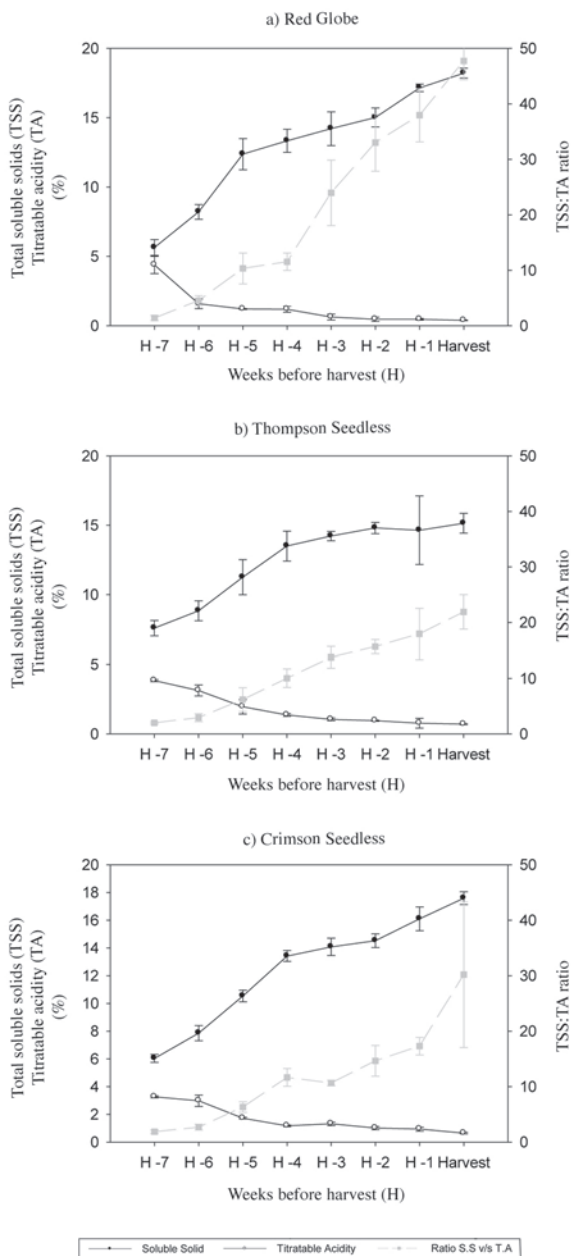 a) Red Globe
Total soluble solids (TSS)
Titratable acidity (TA)
(%)
20
15
10
5
0
50
40
30
20
10
0
TSS:TA ratio
H -7 H -6 H -5 H -4 H -3 H -2 H -1 Harvest
Weeks before harvest (H)
b) Thompson Seedless
Total soluble solids (TSS)
Titratable acidity (TA)
(%)
20
15
10
5
0
50
40
30
20
10
0
TSS:TA ratio
H -7 H -6 H -5 H -4 H -3 H -2 H -1 Harvest
Weeks before harvest (H)
c) Crimson Seedless
Total soluble solids (TSS)
Titratable acidity (TA)
(%)
20
18
16
14
12
10
8
6
4
2
0
50
40
30
20
10
0
TSS:TA ratio
H -7 H -6 H -5 H -4 H -3 H -2 H -1 Harvest
Weeks before harvest (H)
Soluble Solid Titratable Acidity Ratio S.S v/s T.A